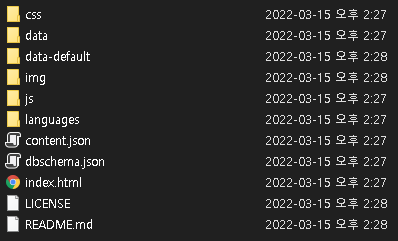 css 2022-03-15 오후 2:27
data 2022-03-15 오후 2:27
data-default 2022-03-15 오후 2:28
img 2022-03-15 오후 2:28
js 2022-03-15 오후 2:27
languages 2022-03-15 오후 2:27
content.json 2022-03-15 오후 2:27
dbschema.json 2022-03-15 오후 2:27
index.html 2022-03-15 오후 2:27
LICENSE 2022-03-15 오후 2:28
README.md 2022-03-15 오후 2:28